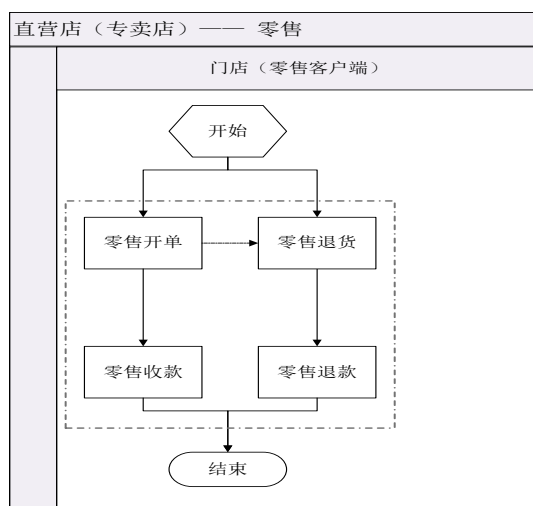 直营店（专卖店）—— 零售
门店（零售客户端）
开始
零售开单
零售退货
零售收款
零售退款
结束